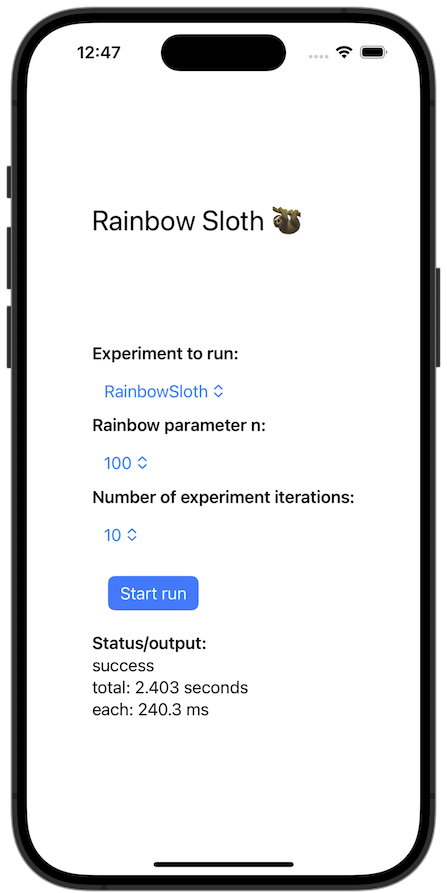 12:47
Rainbow Sloth 🦥
Experiment to run:
RainbowSloth
Rainbow parameter n:
100
Number of experiment iterations:
10
Start run
Status/output:
success
total: 2.403 seconds
each: 240.3 ms